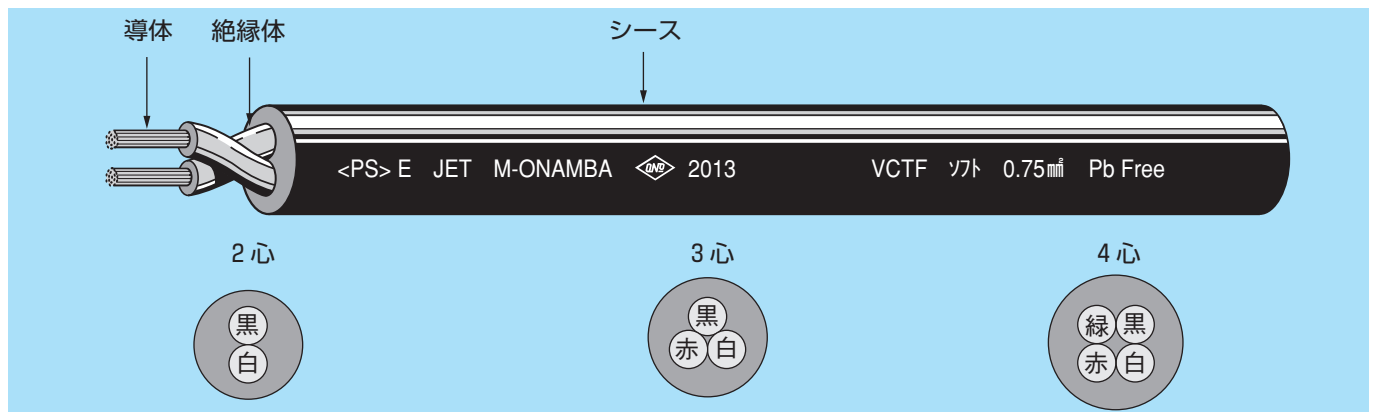 導体 絶縁体 シース
<PS> E JET M-ONAMBA ONB 2013 VCTF ソフト 0.75㎟ Pb Free
2心 3心 4心
黒 黒 緑 黒
白 赤 白 赤 白